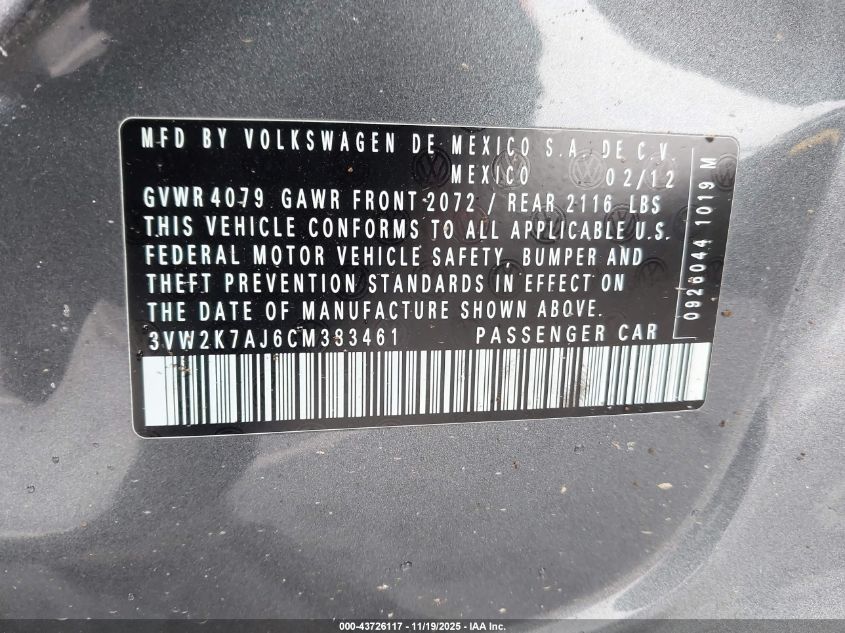 MFD BY VOLKSWAGEN DE MEXICO S.A. DE C.V.
MEXICO 02/12
GVWR 4079 GAWR FRONT 2072 / REAR 2116 LBS
THIS VEHICLE CONFORMS TO ALL APPLICABLE U.S.
FEDERAL MOTOR VEHICLE SAFETY, BUMPER AND
THEFT PREVENTION STANDARDS IN EFFECT ON
THE DATE OF MANUFACTURE SHOWN ABOVE.
3VW2K7AJ6CM383461 PASSENGER CAR
0926044 1019 M
000-43726117 - 11/19/2025 - IAA Inc.